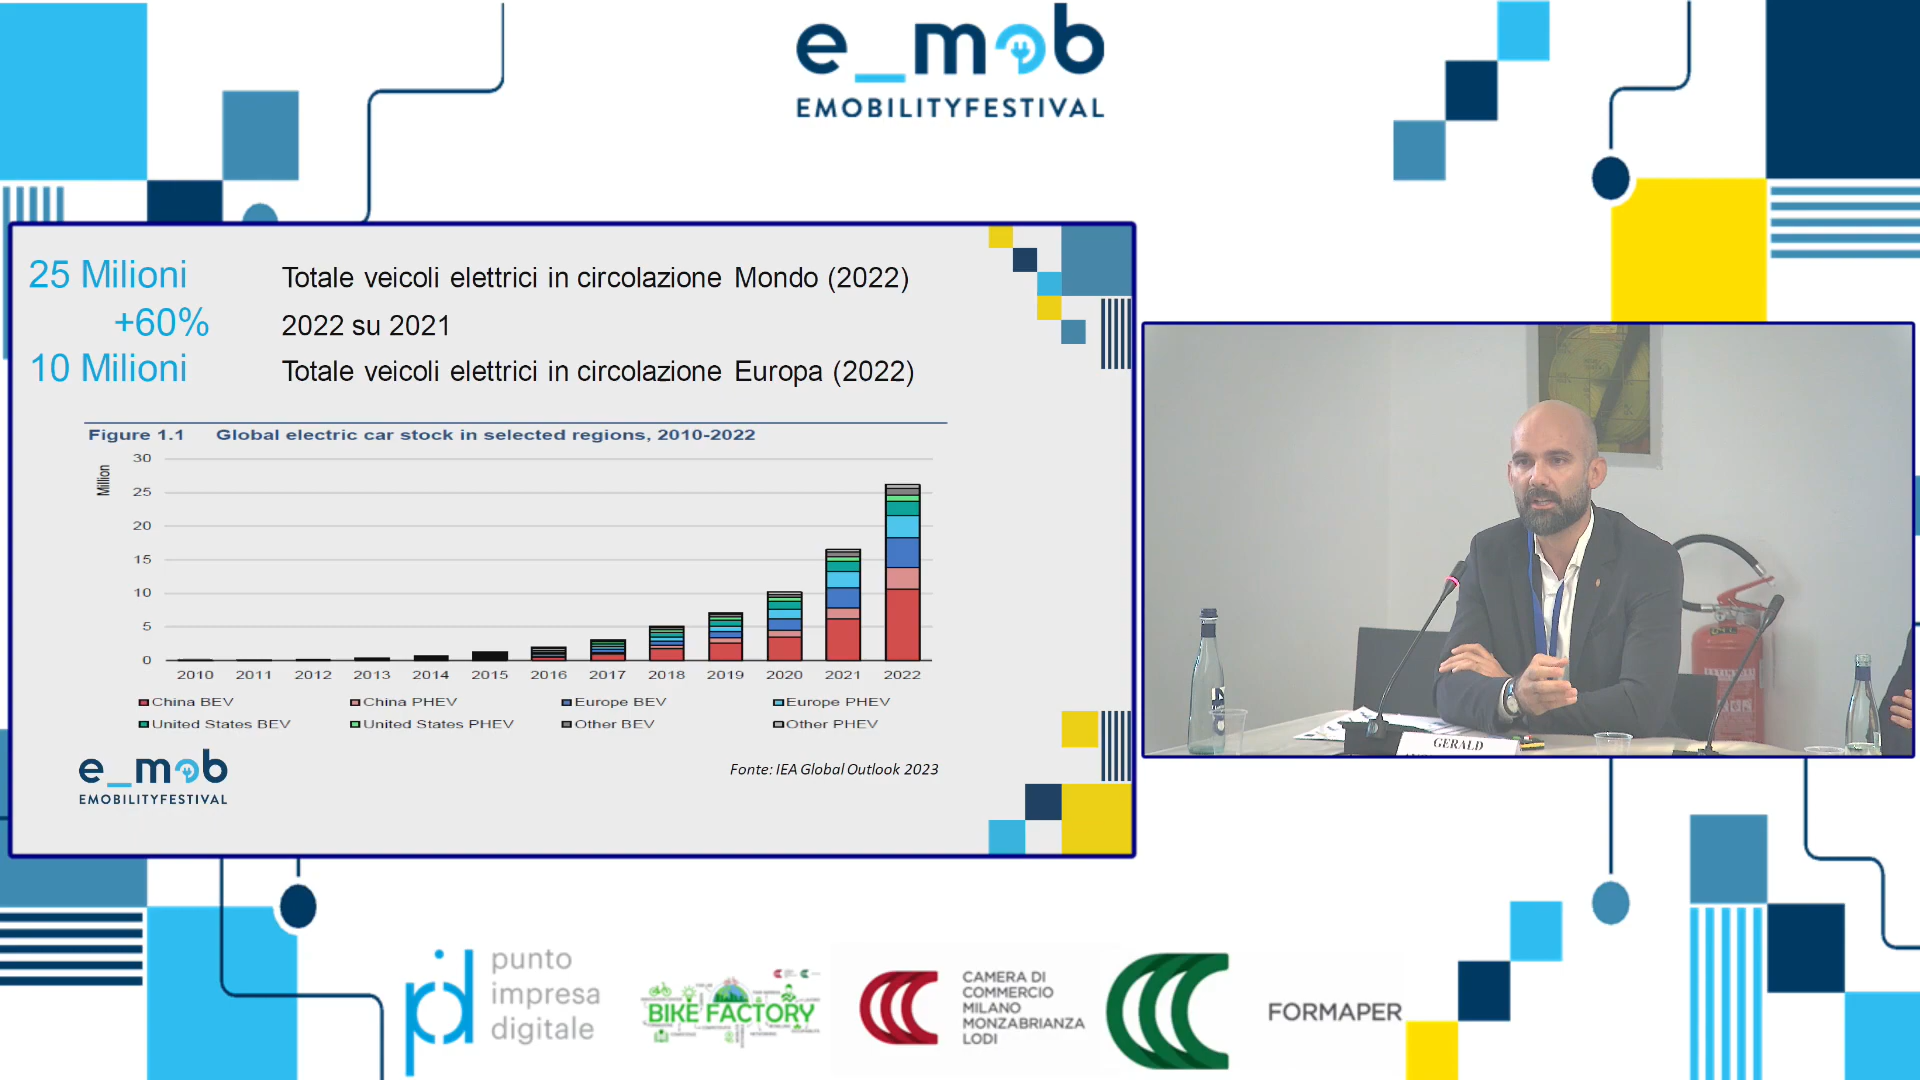 e_mob
EMOBILITYFESTIVAL
25 Milioni Totale veicoli elettrici in circolazione Mondo (2022)
+60% 2022 su 2021
10 Milioni Totale veicoli elettrici in circolazione Europa (2022)
Figure 1.1 Global electric car stock in selected regions, 2010-2022
Million
30
25
20
15
10
5
0
2010 2011 2012 2013 2014 2015 2016 2017 2018 2019 2020 2021 2022
China BEV China PHEV Europe BEV Europe PHEV
United States BEV United States PHEV Other BEV Other PHEV
Fonte: IEA Global Outlook 2023
e_mob
EMOBILITYFESTIVAL
GERALD
pid
punto
impresa
digitale
BIKE FACTORY
CAMERA DI
COMMERCIO
MILANO
MONZABRIANZA
LODI
FORMAPER